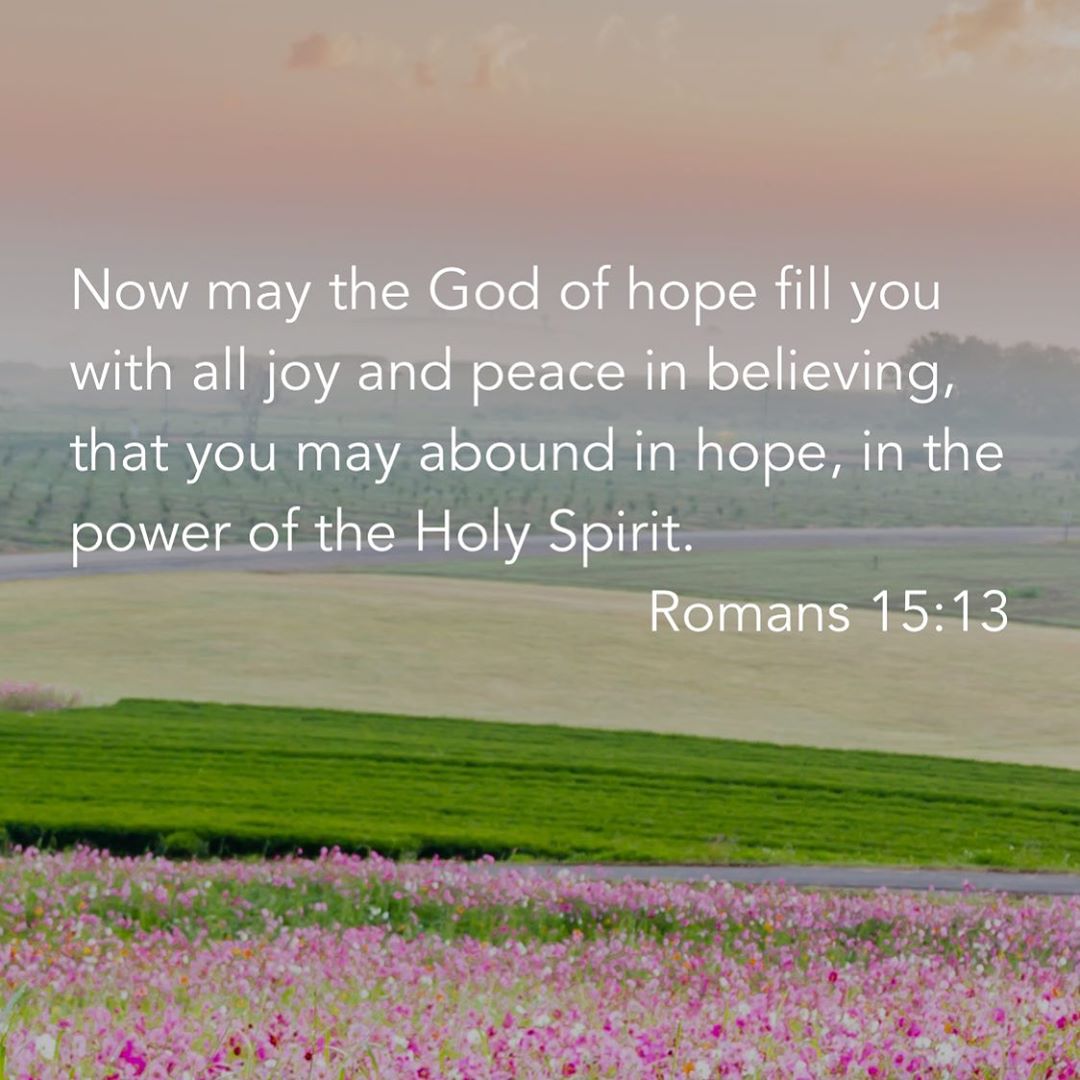 Now may the God of hope fill you
with all joy and peace in believing,
that you may abound in hope, in the
power of the Holy Spirit.
Romans 15:13